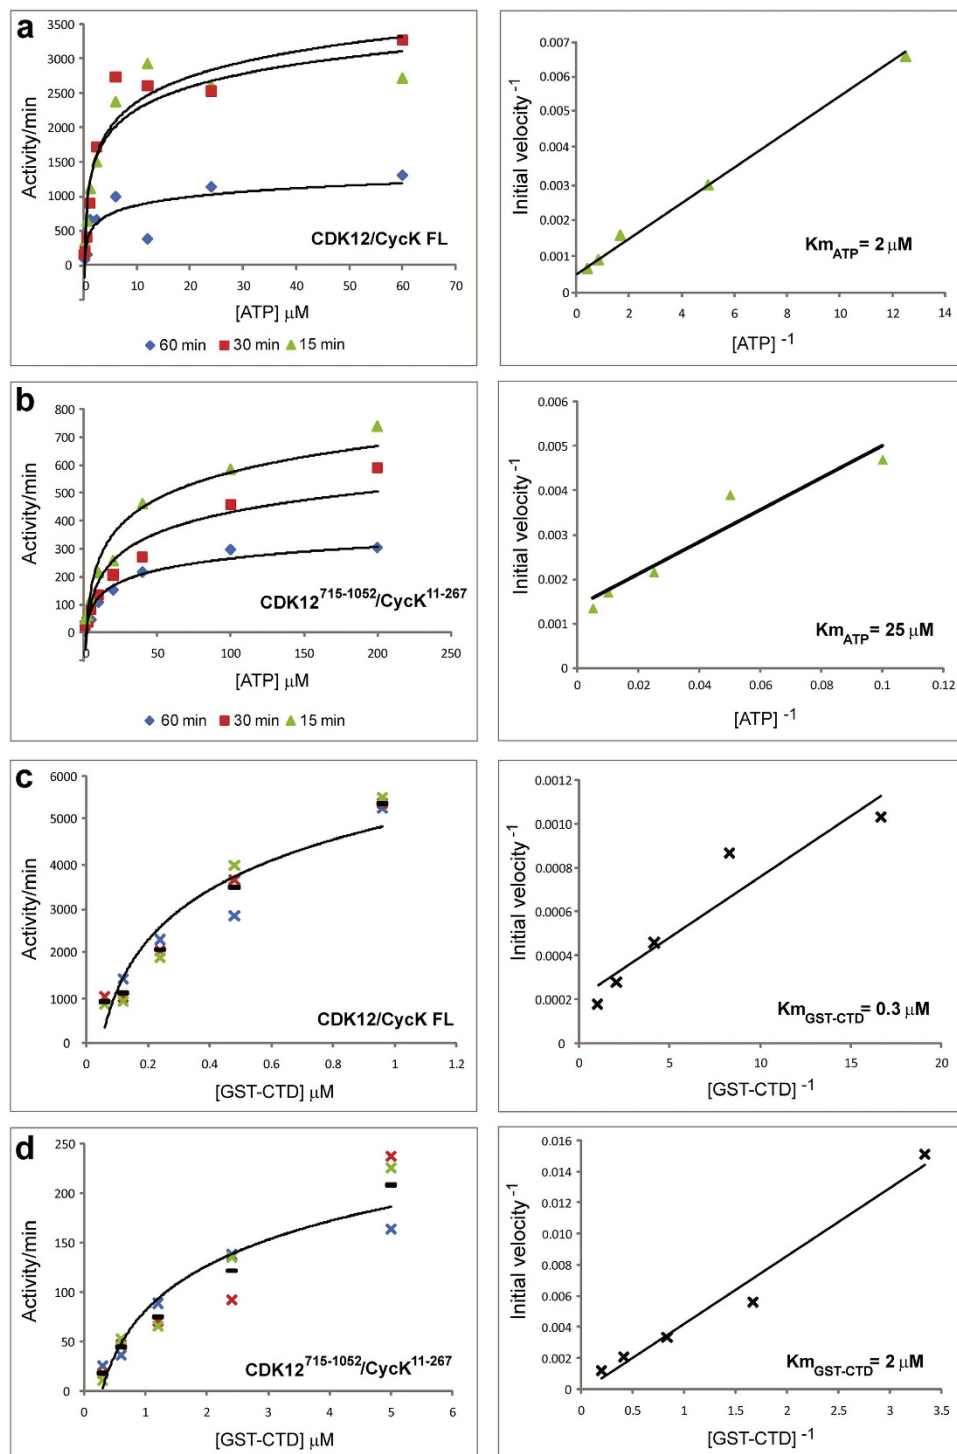 a
3500
3000
2500
2000
1500
1000
500
0
Activity/min
0 10 20 30 40 50 60 70
[ATP] μM
CDK12/CycK FL
60 min 30 min 15 min
0.007
0.006
0.005
0.004
0.003
0.002
0.001
0
Initial velocity-1
0 2 4 6 8 10 12 14
[ATP] -1
KmATP= 2 μM
b
800
700
600
500
400
300
200
100
0
Activity/min
0 50 100 150 200 250
[ATP] μM
CDK12715-1052/CycK11-267
60 min 30 min 15 min
0.006
0.005
0.004
0.003
0.002
0.001
0
Initial velocity-1
0 0.02 0.04 0.06 0.08 0.1 0.12
[ATP] -1
KmATP= 25 μM
c
6000
5000
4000
3000
2000
1000
0
Activity/min
0 0.2 0.4 0.6 0.8 1 1.2
[GST-CTD] μM
CDK12/CycK FL
0.0012
0.0010
0.0008
0.0006
0.0004
0.0002
0
Initial velocity-1
0 5 10 15 20
[GST-CTD] -1
KmGST-CTD= 0.3 μM
d
250
200
150
100
50
0
Activity/min
0 1 2 3 4 5 6
[GST-CTD] μM
CDK12715-1052/CycK11-267
0.016
0.014
0.012
0.010
0.008
0.006
0.004
0.002
0
Initial velocity-1
0 0.5 1 1.5 2 2.5 3 3.5
[GST-CTD] -1
KmGST-CTD= 2 μM